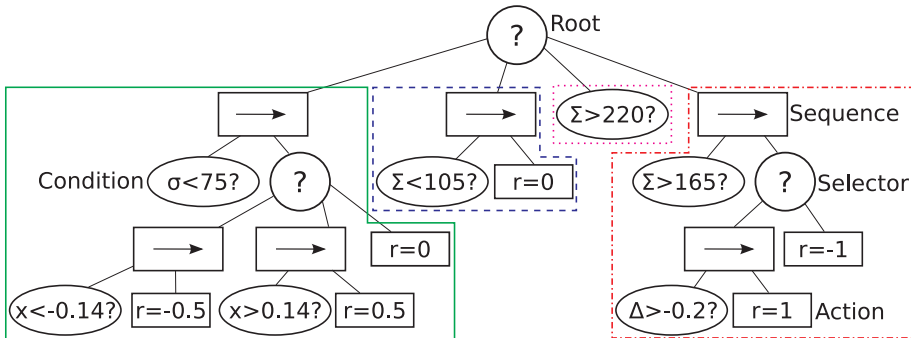 ? Root
Σ>220? Sequence
Condition σ<75? ? Σ<105? r=0 Σ>165? ? Selector
r=0 r=-1
x<-0.14? r=-0.5 x>0.14? r=0.5 Δ>-0.2? r=1 Action